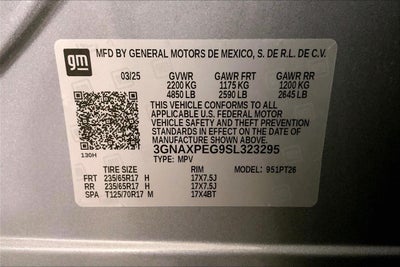 gm MFD BY GENERAL MOTORS DE MEXICO, S. DE R.L. DE C.V.
03/25 GVWR GAWR FRT GAWR RR
2200 KG 1175 KG 1200 KG
4850 LB 2590 LB 2645 LB
THIS VEHICLE CONFORMS TO ALL
APPLICABLE U.S. FEDERAL MOTOR
VEHICLE SAFETY AND THEFT PREVENTION
STANDARDS IN EFFECT ON THE DATE OF
MANUFACTURE SHOWN ABOVE.
3GNAXPEG9SL323295
130H TYPE: MPV
TIRE SIZE RIM MODEL: 951PT26
FRT 235/65R17 H 17X7.5J
RR 235/65R17 H 17X7.5J
SPA T125/70R17 M 17X4BT